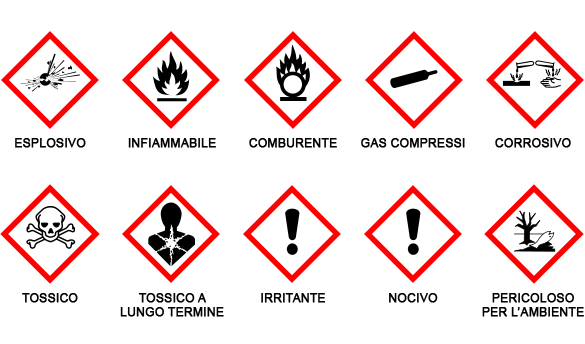 ESPLOSIVO
INFIAMMABILE
COMBURENTE
GAS COMPRESSI
CORROSIVO
TOSSICO
TOSSICO A
LUNGO TERMINE
IRRITANTE
NOCIVO
PERICOLOSO
PER L'AMBIENTE